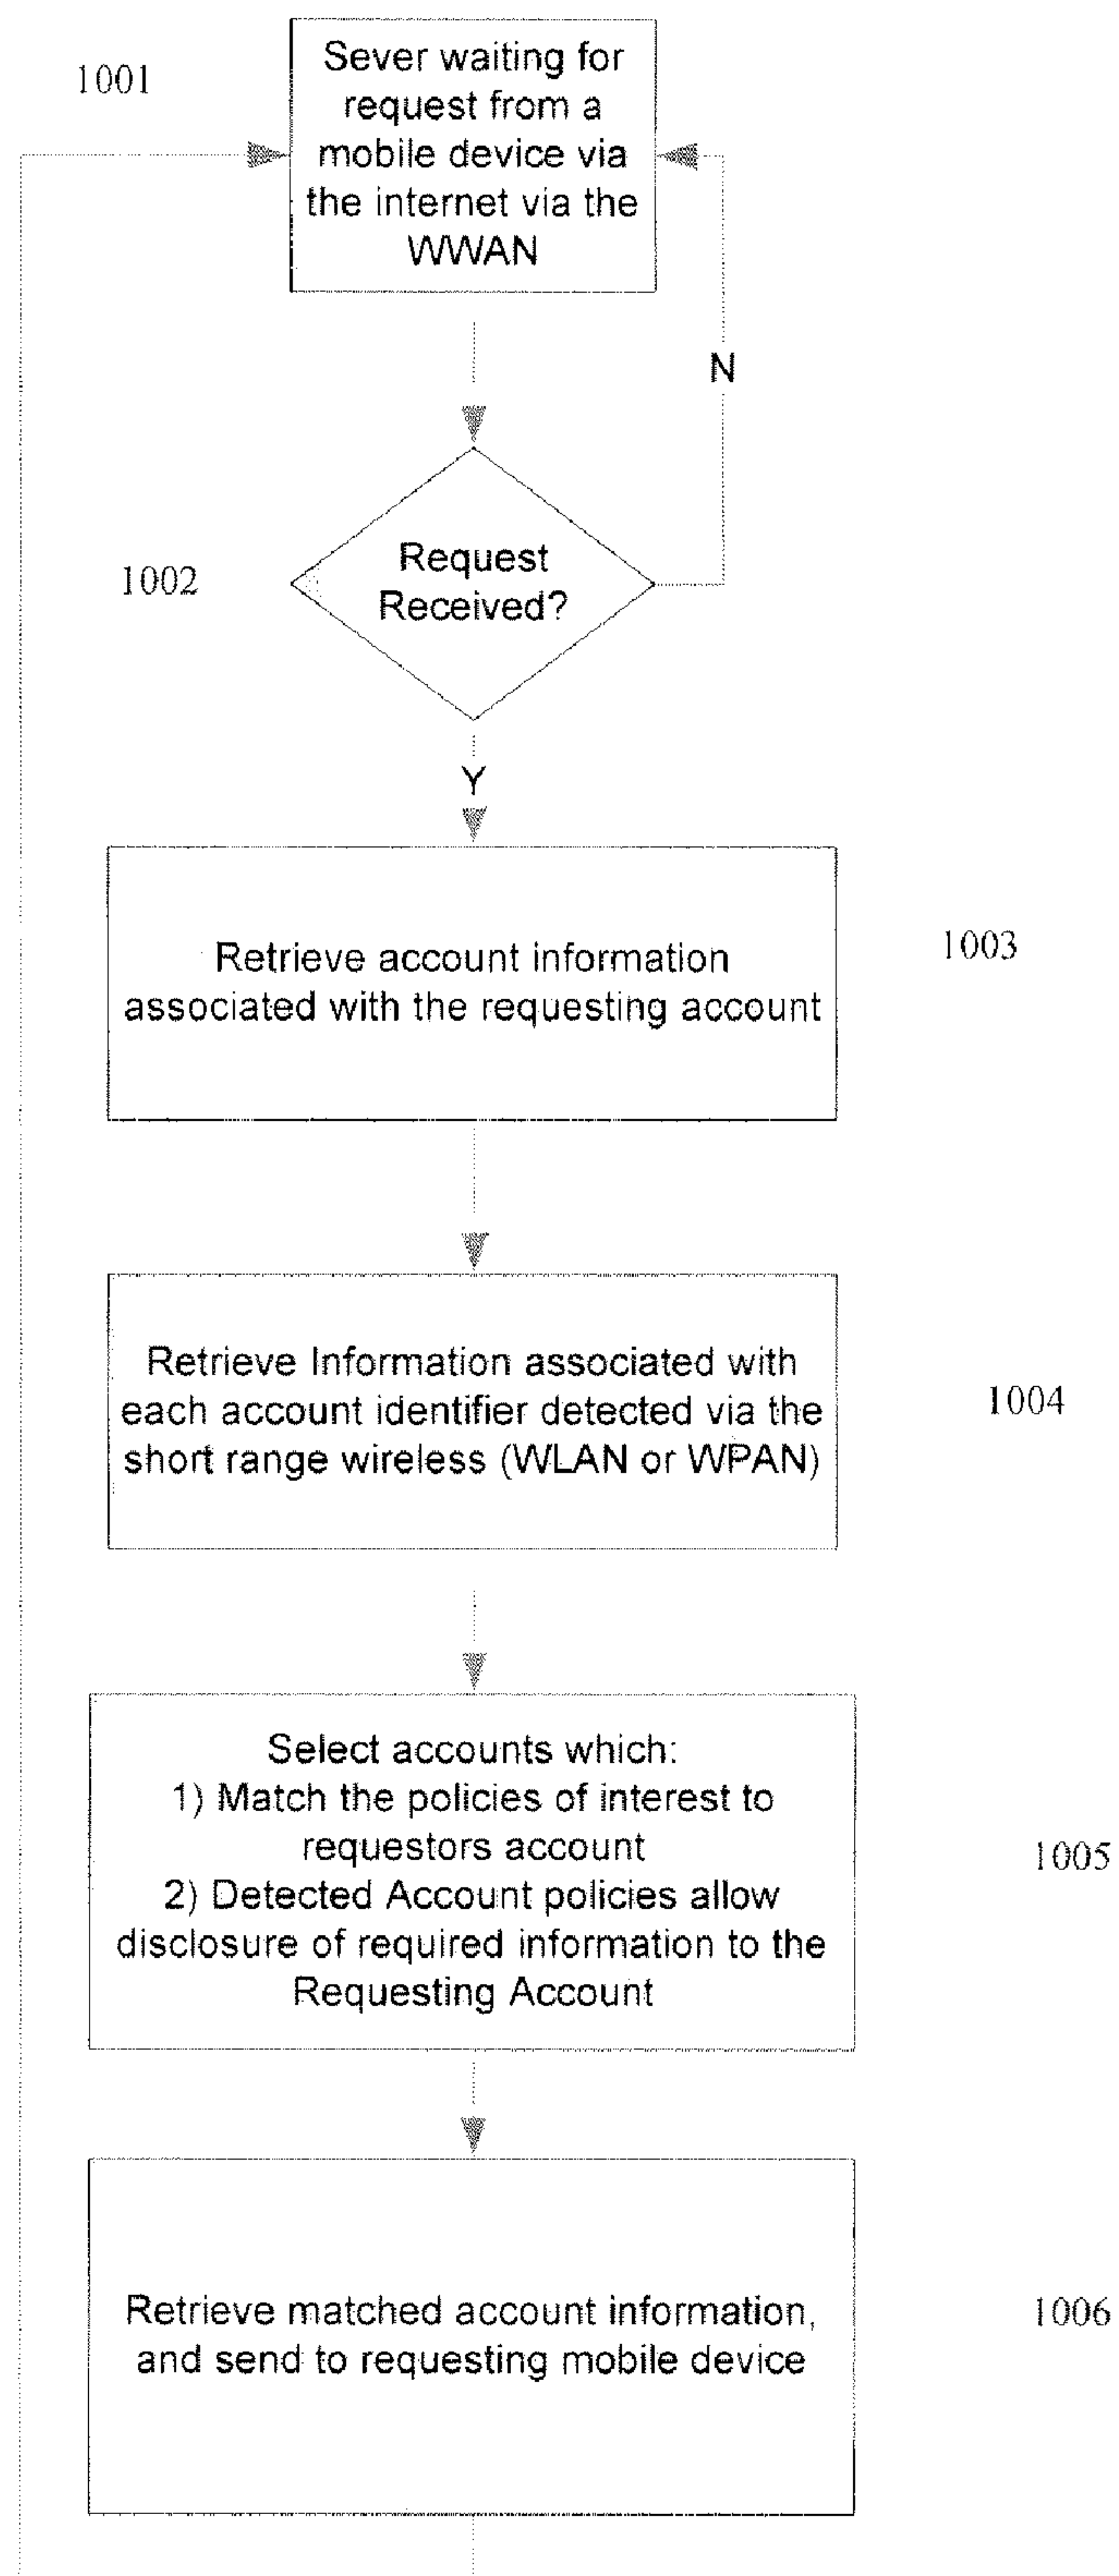 1001
Sever waiting for
request from a
mobile device via
the internet via the
WWAN
N
1002
Request
Received?
Y
1003
Retrieve account information
associated with the requesting account
1004
Retrieve Information associated with
each account identifier detected via the
short range wireless (WLAN or WPAN)
1005
Select accounts which:
1) Match the policies of interest to
requestors account
2) Detected Account policies allow
disclosure of required information to the
Requesting Account
1006
Retrieve matched account information,
and send to requesting mobile device